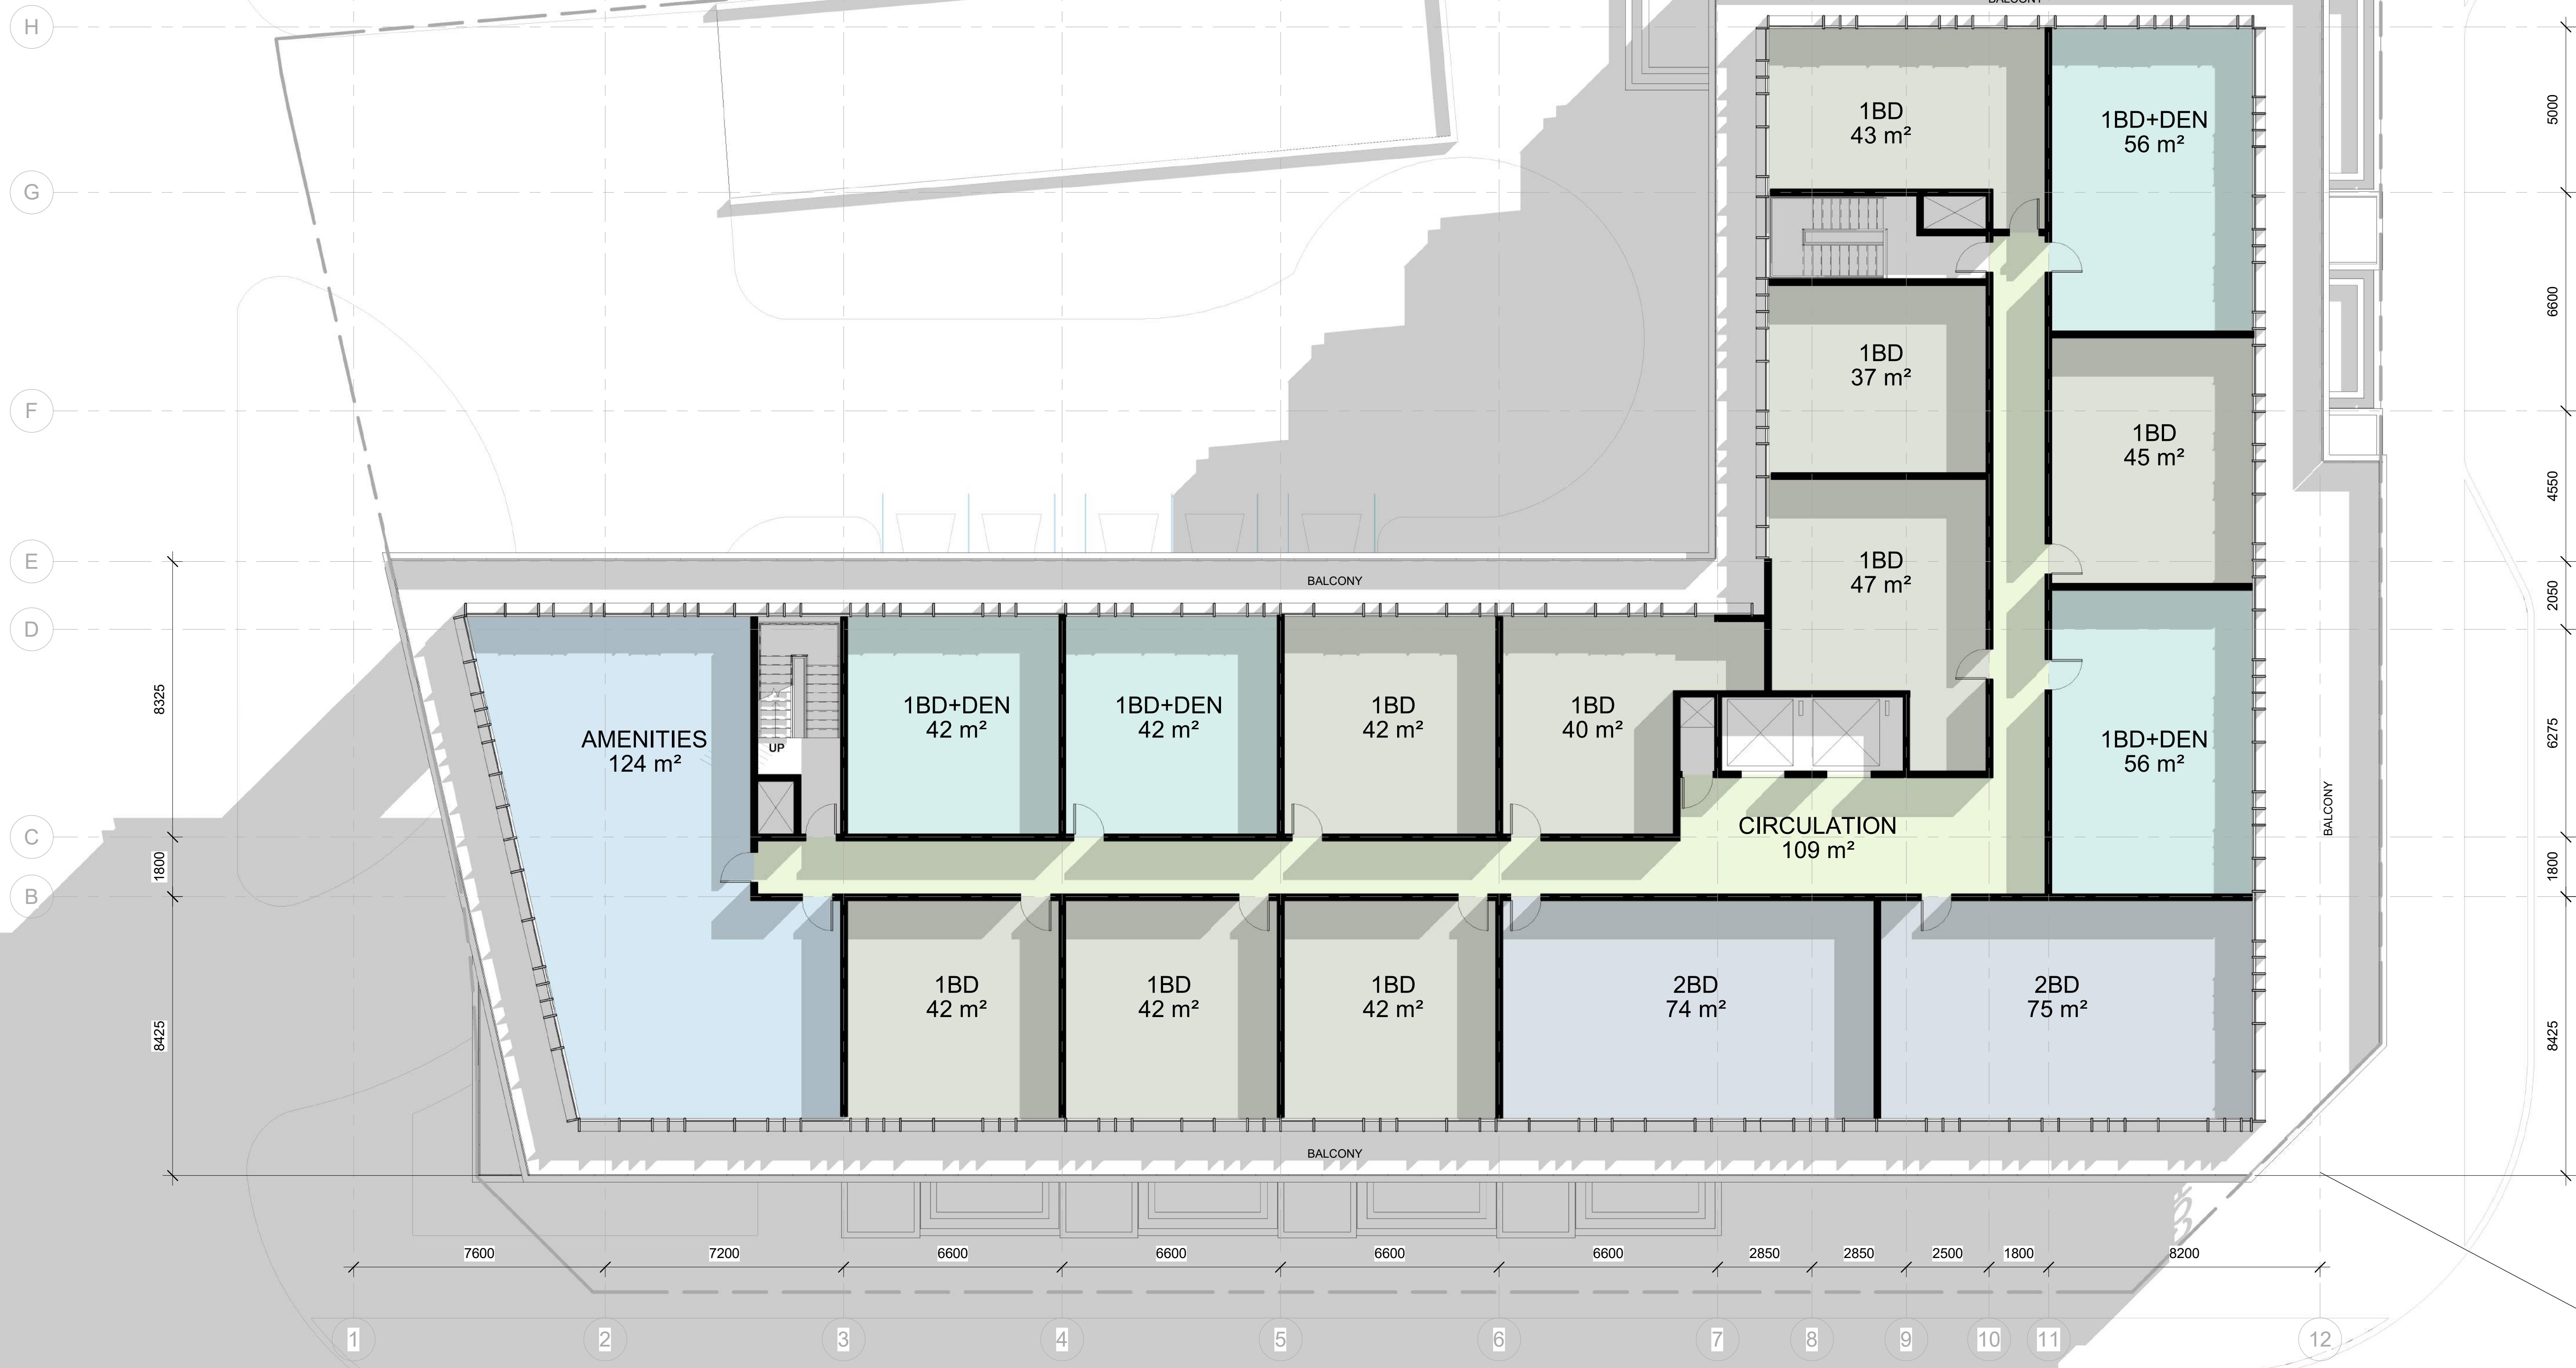 BALCONY
H
1BD
43 m²
1BD+DEN
56 m²
5000
G
6600
1BD
37 m²
F
1BD
45 m²
4550
E
BALCONY
1BD
47 m²
2050
D
8325
AMENITIES
124 m²
UP
1BD+DEN
42 m²
1BD+DEN
42 m²
1BD
42 m²
1BD
40 m²
1BD+DEN
56 m²
6275
BALCONY
C
CIRCULATION
109 m²
1800
1800
B
8425
1BD
42 m²
1BD
42 m²
1BD
42 m²
2BD
74 m²
2BD
75 m²
8425
BALCONY
7600 7200 6600 6600 6600 6600 2850 2850 2500 1800 8200
1 2 3 4 5 6 7 8 9 10 11 12